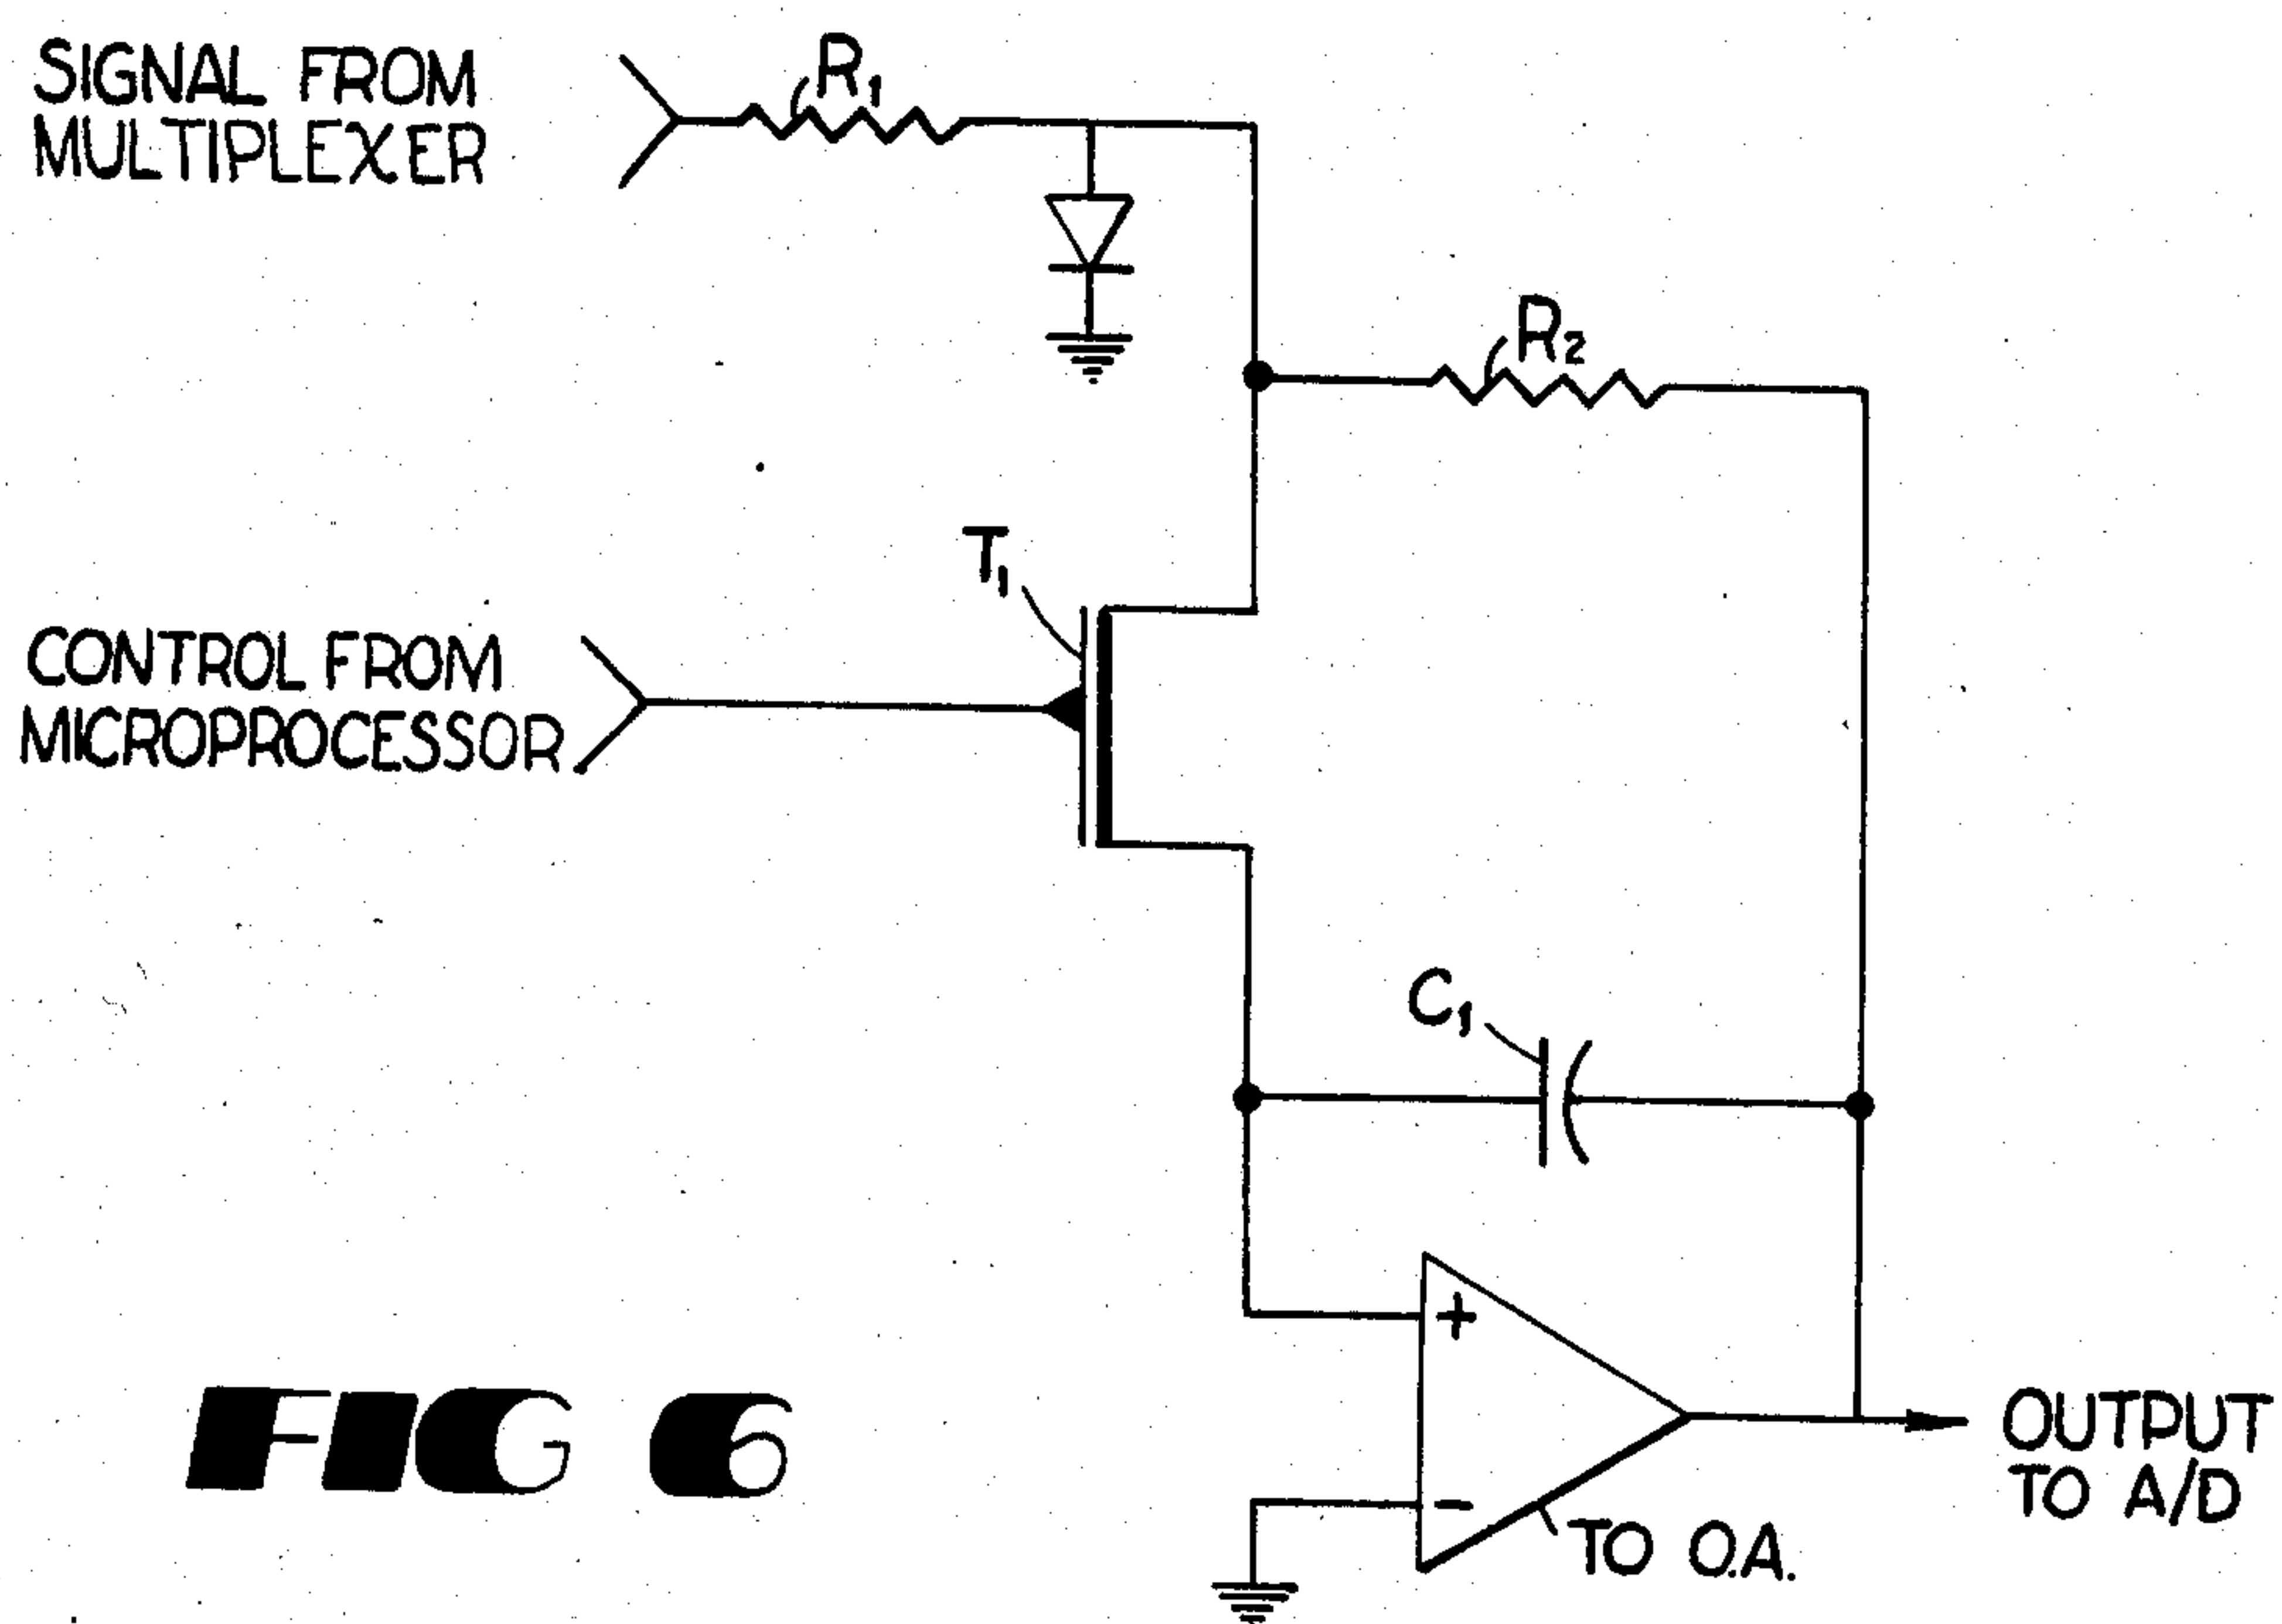 SIGNAL FROM
MULTIPLEXER
R1
R2
T1
CONTROL FROM
MICROPROCESSOR
C1
+
-
OUTPUT
TO A/D
TO O.A.
FIG 6